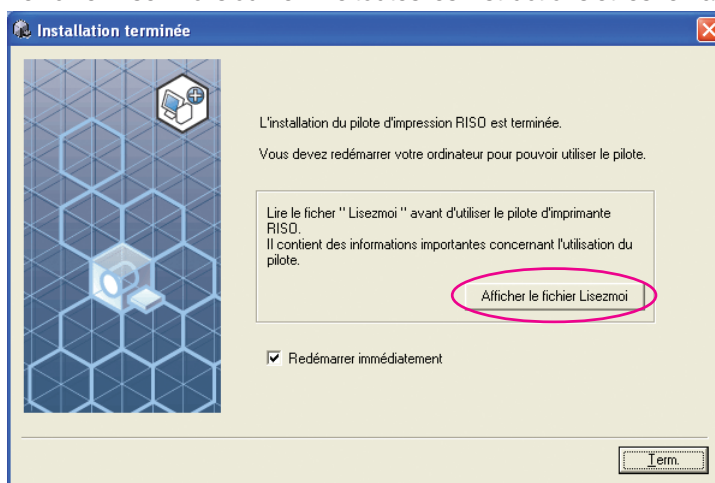 Installation terminée
L'installation du pilote d'impression RISO est terminée.
Vous devez redémarrer votre ordinateur pour pouvoir utiliser le pilote.
Lire le ficher " Lisezmoi " avant d'utiliser le pilote d'imprimante
RISO.
Il contient des informations importantes concernant l'utilisation du
pilote.
Afficher le fichier Lisezmoi
Redémarrer immédiatement
Term.